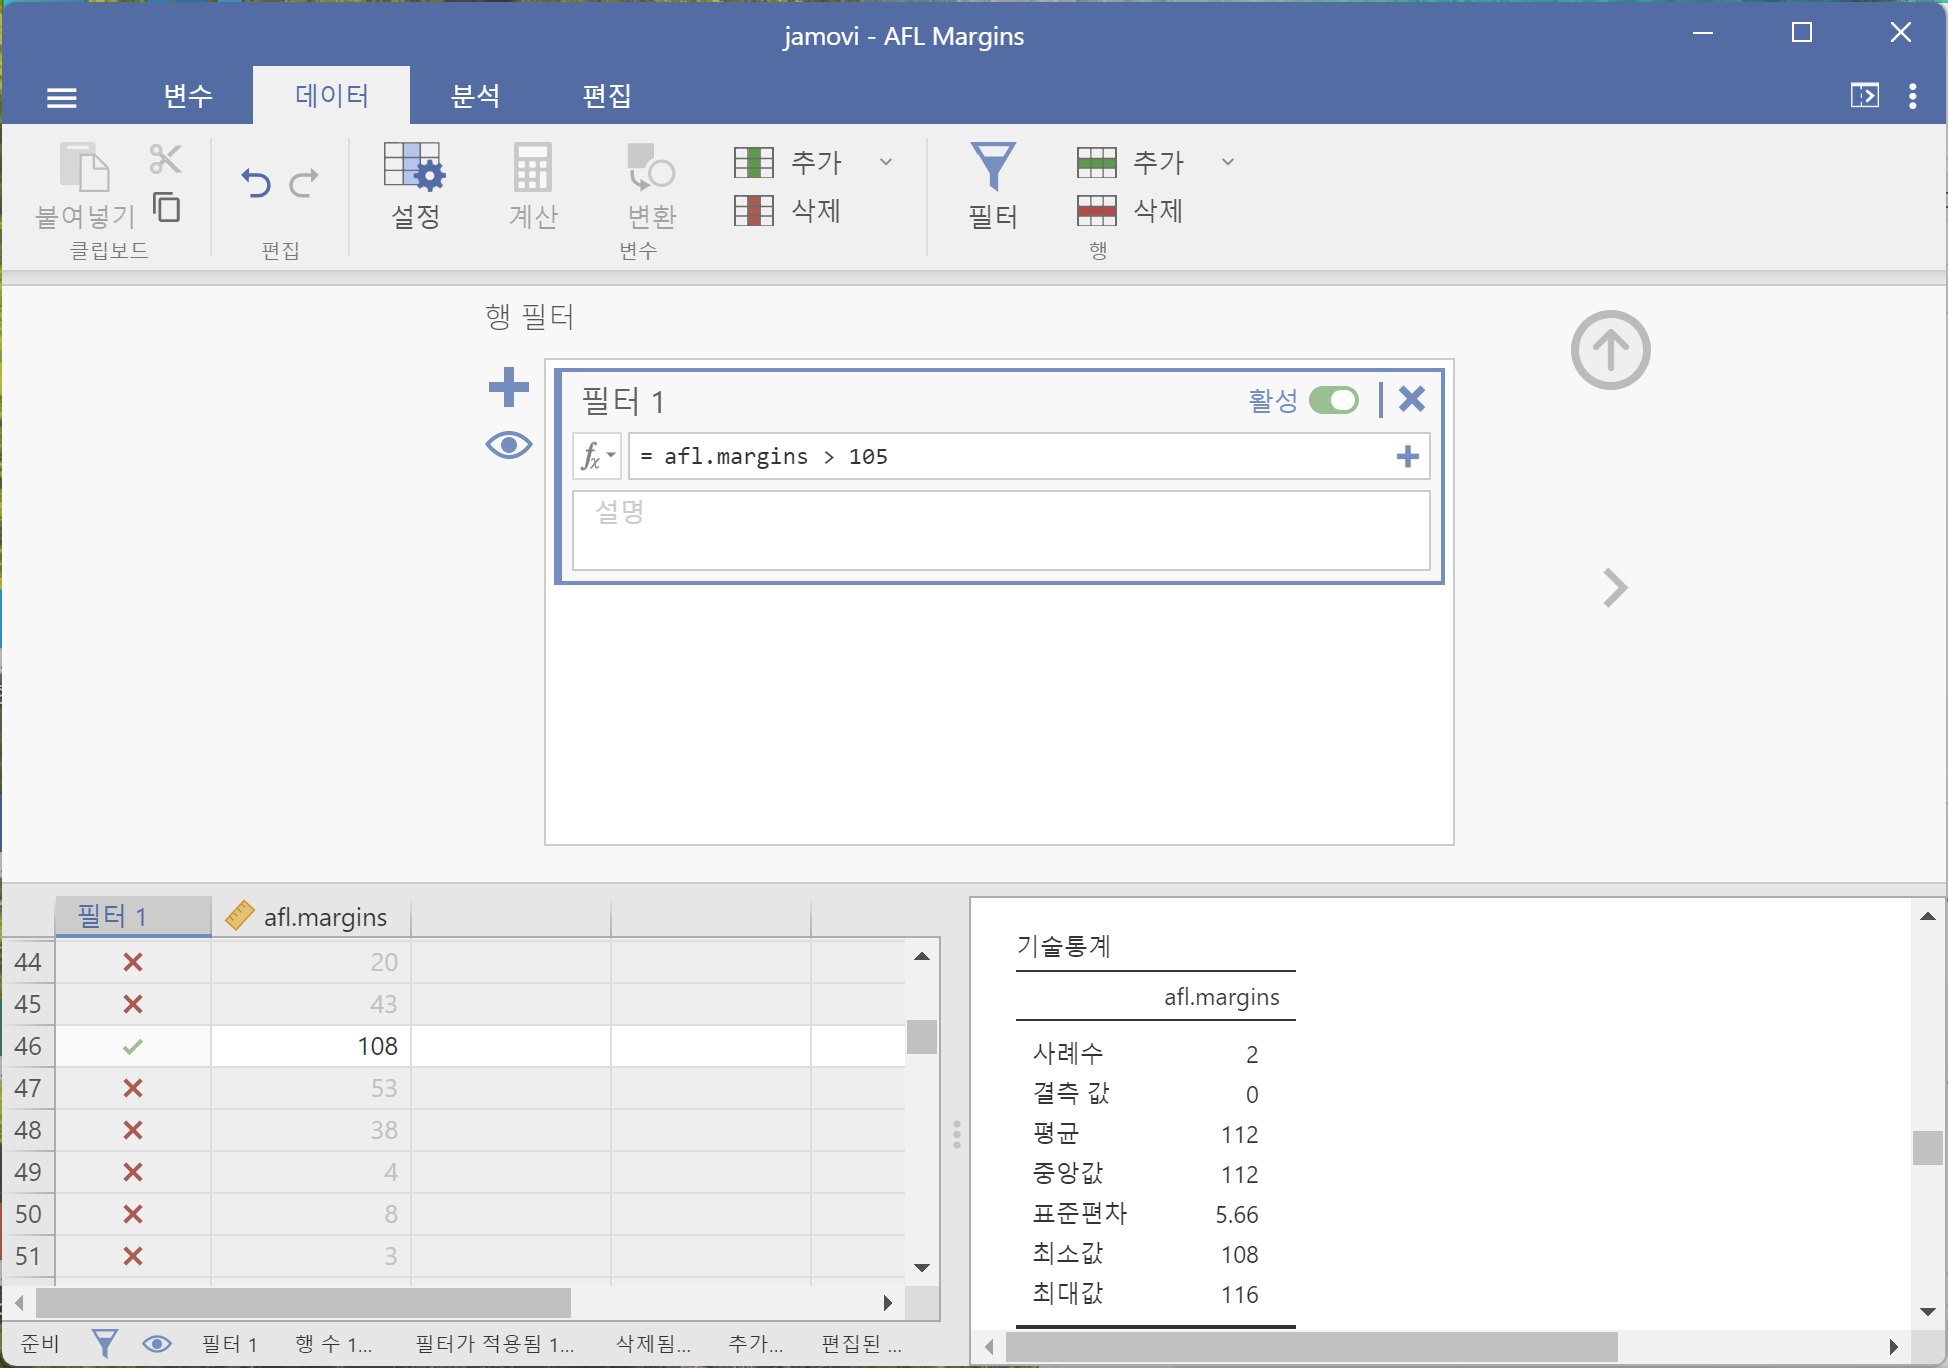 jamovi - AFL Margins
변수 데이터 분석 편집
붙여넣기 설정 계산 변환 추가 삭제 필터 추가 삭제
클립보드 편집 변수 행
행 필터
필터 1 활성
fx = afl.margins > 105
설명
필터 1 afl.margins
44 20
45 43
46 108
47 53
48 38
49 4
50 8
51 3
기술통계
afl.margins
사례수 2
결측 값 0
평균 112
중앙값 112
표준편차 5.66
최소값 108
최대값 116
준비 필터 1 행 수 1... 필터가 적용됨 1... 삭제됨... 추가... 편집된 ...